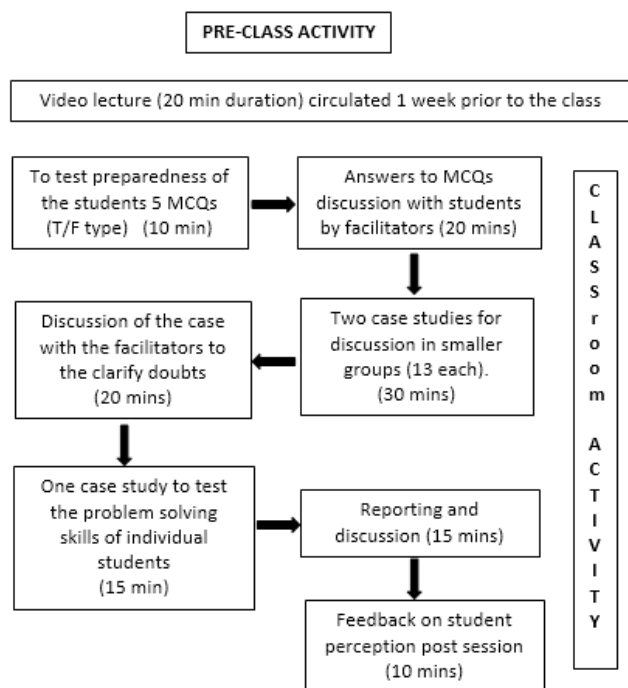 PRE-CLASS ACTIVITY
Video lecture (20 min duration) circulated 1 week prior to the class
To test preparedness of
the students 5 MCQs
(T/F type) (10 min)
Answers to MCQs
discussion with students
by facilitators (20 mins)
Two case studies for
discussion in smaller
groups (13 each).
(30 mins)
Discussion of the case
with the facilitators to
the clarify doubts
(20 mins)
One case study to test
the problem solving
skills of individual
students
(15 min)
Reporting and
discussion (15 mins)
Feedback on student
perception post session
(10 mins)
CLASSroom ACTIVITY